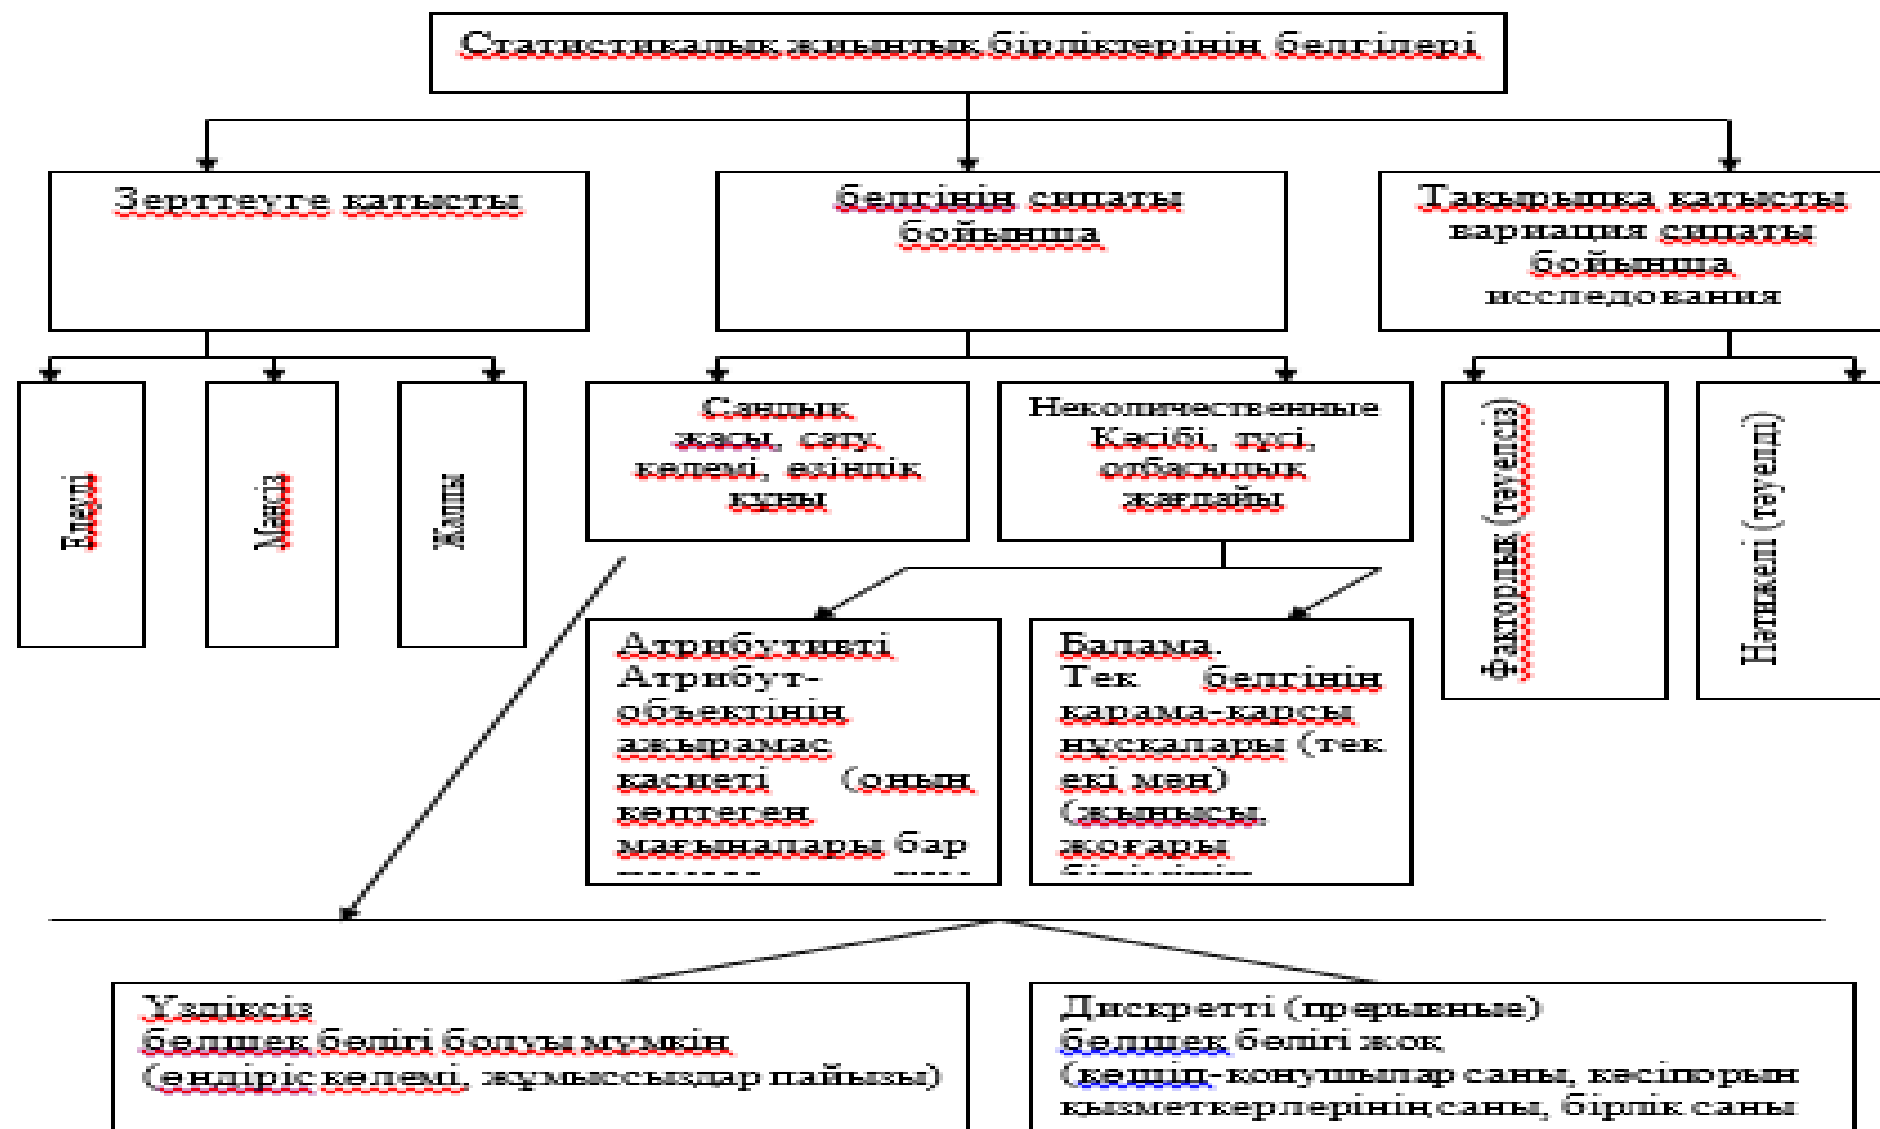 Статистикалық жиынтық бірліктерінің белгілері
Зерттеуге қатысты
белгінің сипаты
бойынша
Тақырыпқа қатысты
вариация сипаты
бойынша
исследования
Елеулі
Мәнсіз
Жалпы
Сандық
жасы, сату
көлемі, өзіндік
құны
Неколичественные
Кәсібі, түсі,
отбасылық
жағдайы
Факторлық (тәуелсіз)
Нәтижелі (тәуелді)
Атрибутивті
Атрибут-
объектінің
ажырамас
қасиеті (оның
көптеген
мағыналары бар
Балама.
Тек белгінің
қарама-қарсы
нұсқалары (тек
екі мән)
(жынысы,
жоғары
Үздіксіз
бөлшек бөлігі болуы мүмкін
(өндіріс көлемі, жұмыссыздар пайызы)
Дискретті (прерывные)
бөлшек бөлігі жоқ
(көшіп-қонушылар саны, кәсіпорын
қызметкерлерінің саны, бірлік саны